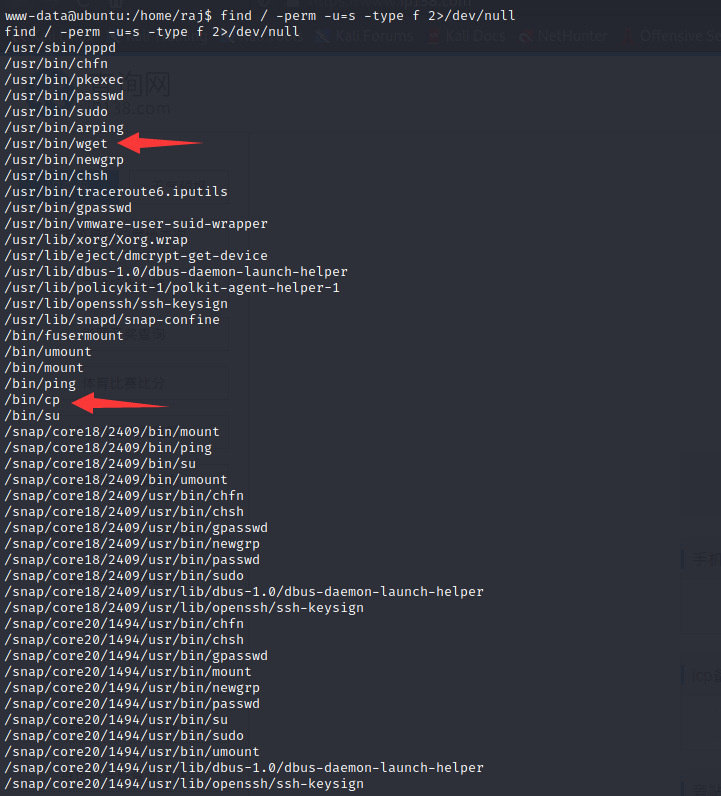 www-data@ubuntu:/home/raj$ find / -perm -u=s -type f 2>/dev/null
find / -perm -u=s -type f 2>/dev/null
/usr/sbin/pppd
/usr/bin/chfn
/usr/bin/pkexec
/usr/bin/passwd
/usr/bin/sudo
/usr/bin/arping
/usr/bin/wget
/usr/bin/newgrp
/usr/bin/chsh
/usr/bin/traceroute6.iputils
/usr/bin/gpasswd
/usr/bin/vmware-user-suid-wrapper
/usr/lib/xorg/Xorg.wrap
/usr/lib/eject/dmcrypt-get-device
/usr/lib/dbus-1.0/dbus-daemon-launch-helper
/usr/lib/policykit-1/polkit-agent-helper-1
/usr/lib/openssh/ssh-keysign
/usr/lib/snapd/snap-confine
/bin/fusermount
/bin/umount
/bin/mount
/bin/ping
/bin/cp
/bin/su
/snap/core18/2409/bin/mount
/snap/core18/2409/bin/ping
/snap/core18/2409/bin/su
/snap/core18/2409/bin/umount
/snap/core18/2409/usr/bin/chfn
/snap/core18/2409/usr/bin/chsh
/snap/core18/2409/usr/bin/gpasswd
/snap/core18/2409/usr/bin/newgrp
/snap/core18/2409/usr/bin/passwd
/snap/core18/2409/usr/bin/sudo
/snap/core18/2409/usr/lib/dbus-1.0/dbus-daemon-launch-helper
/snap/core18/2409/usr/lib/openssh/ssh-keysign
/snap/core20/1494/usr/bin/chfn
/snap/core20/1494/usr/bin/chsh
/snap/core20/1494/usr/bin/gpasswd
/snap/core20/1494/usr/bin/mount
/snap/core20/1494/usr/bin/newgrp
/snap/core20/1494/usr/bin/passwd
/snap/core20/1494/usr/bin/su
/snap/core20/1494/usr/bin/sudo
/snap/core20/1494/usr/bin/umount
/snap/core20/1494/usr/lib/dbus-1.0/dbus-daemon-launch-helper
/snap/core20/1494/usr/lib/openssh/ssh-keysign
Kali Forums
Kali Docs
NetHunter